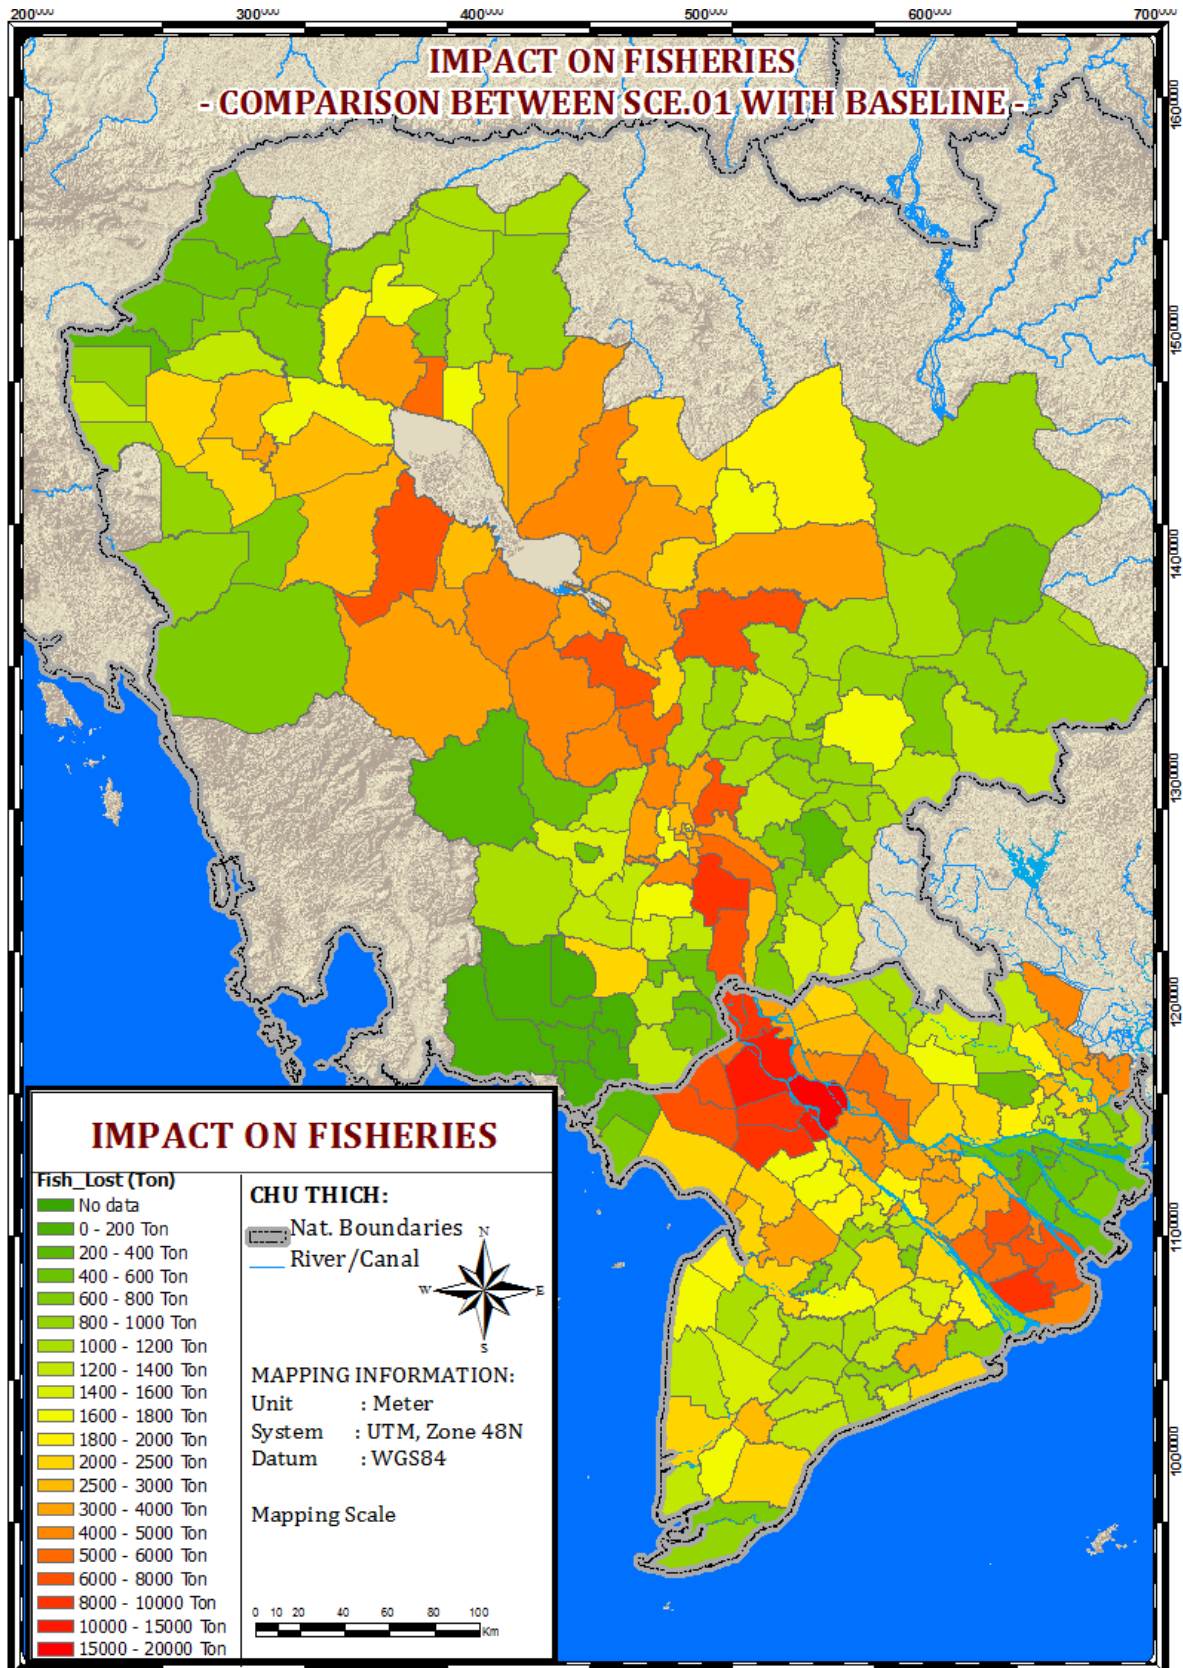 200000 300000 400000 500000 600000 700000
IMPACT ON FISHERIES
- COMPARISON BETWEEN SCE.01 WITH BASELINE -
1600000
1500000
1400000
1300000
1200000
1100000
1000000
IMPACT ON FISHERIES
Fish_Lost (Ton)
No data
0 - 200 Ton
200 - 400 Ton
400 - 600 Ton
600 - 800 Ton
800 - 1000 Ton
1000 - 1200 Ton
1200 - 1400 Ton
1400 - 1600 Ton
1600 - 1800 Ton
1800 - 2000 Ton
2000 - 2500 Ton
2500 - 3000 Ton
3000 - 4000 Ton
4000 - 5000 Ton
5000 - 6000 Ton
6000 - 8000 Ton
8000 - 10000 Ton
10000 - 15000 Ton
15000 - 20000 Ton
CHU THICH:
Nat. Boundaries
River/Canal
N
W E
S
MAPPING INFORMATION:
Unit : Meter
System : UTM, Zone 48N
Datum : WGS84
Mapping Scale
0 10 20 40 60 80 100
Km